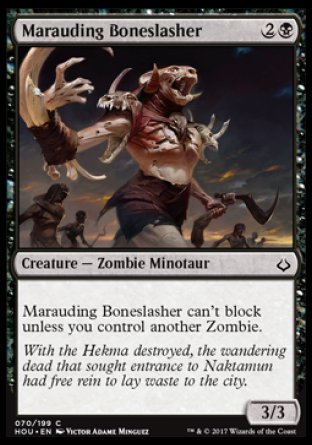 Marauding Boneslasher 2
Creature — Zombie Minotaur
Marauding Boneslasher can't block
unless you control another Zombie.
With the Hekma destroyed, the wandering
dead that sought entrance to Naktamun
had free rein to lay waste to the city.
3/3
070/199 C
HOU • EN Victor Adame Minguez
™ & © 2017 Wizards of the Coast